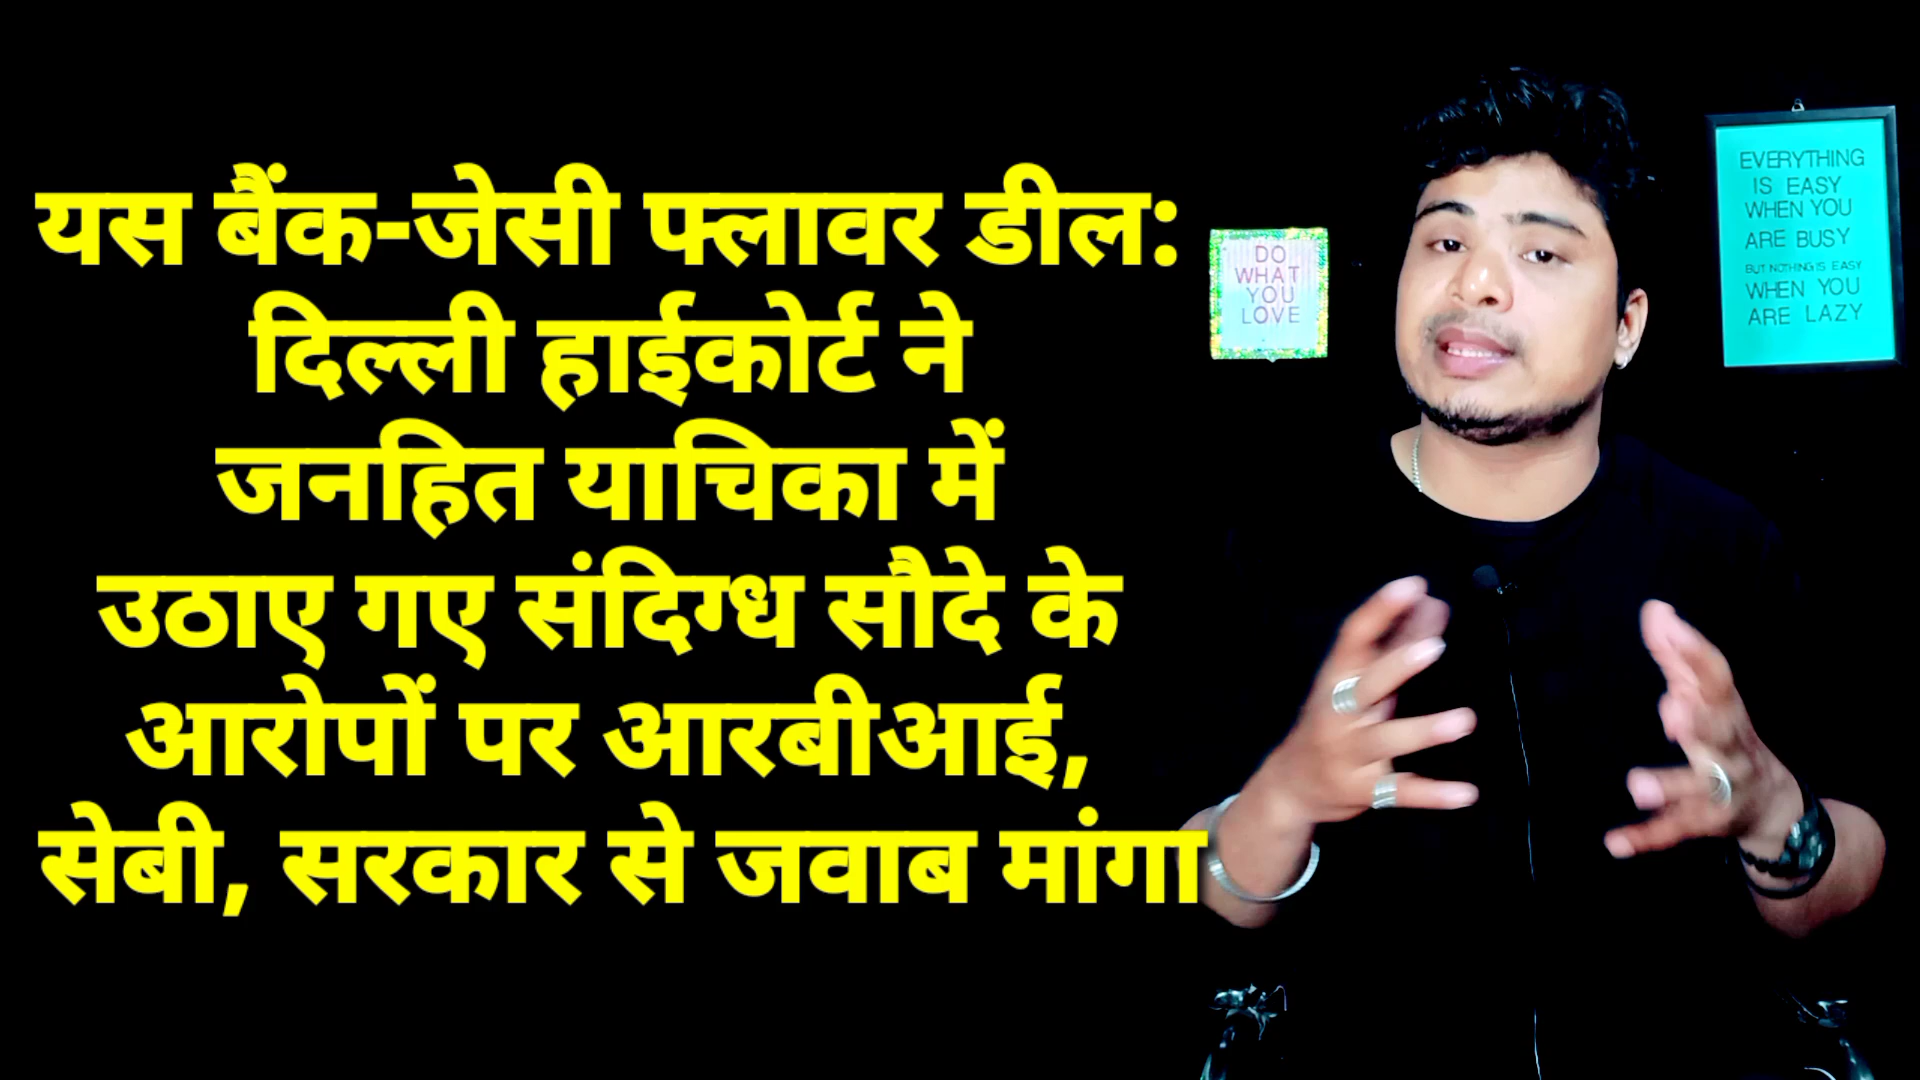 यस बैंक-जेसी फ्लावर डील:
दिल्ली हाईकोर्ट ने
जनहित याचिका में
उठाए गए संदिग्ध सौदे के
आरोपों पर आरबीआई,
सेबी, सरकार से जवाब मांगा
DO
WHAT
YOU
LOVE
EVERYTHING
IS EASY
WHEN YOU
ARE BUSY
BUT NOTHING IS EASY
WHEN YOU
ARE LAZY